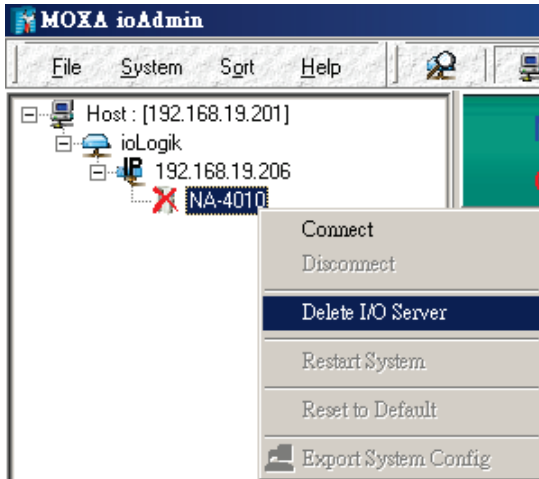 MOXA ioAdmin
File System Sort Help
Host : [192.168.19.201]
ioLogik
IP 192.168.19.206
NA-4010
Connect
Disconnect
Delete I/O Server
Restart System
Reset to Default
Export System Config